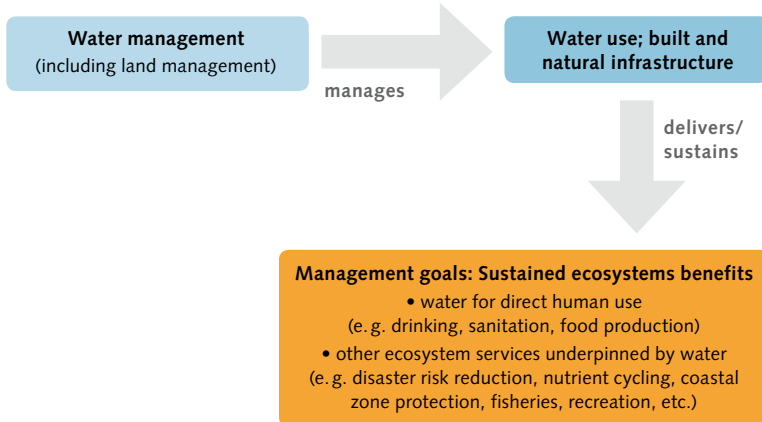 Water management
(including land management)
manages
Water use; built and
natural infrastructure
delivers/
sustains
Management goals: Sustained ecosystems benefits
• water for direct human use
(e. g. drinking, sanitation, food production)
• other ecosystem services underpinned by water
(e. g. disaster risk reduction, nutrient cycling, coastal
zone protection, fisheries, recreation, etc.)